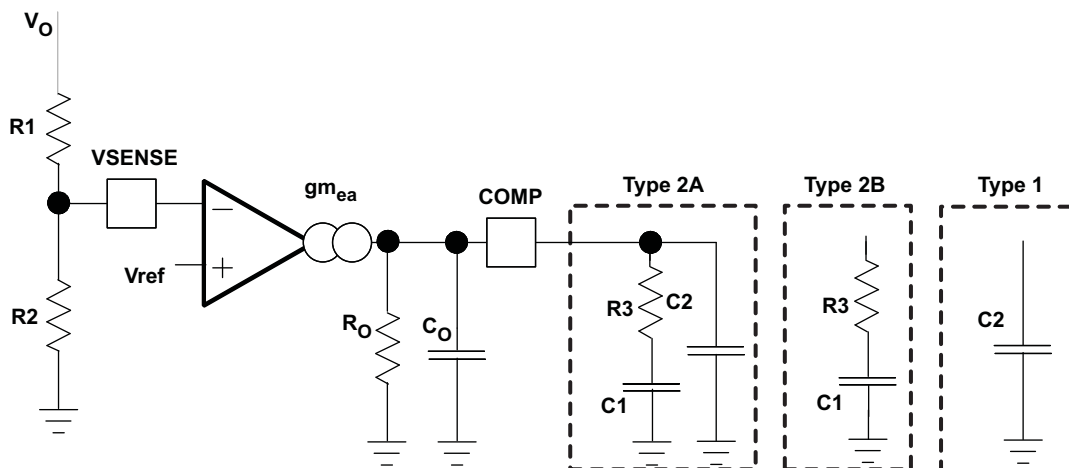 VO
R1
VSENSE
gmea
COMP
Type 2A
Type 2B
Type 1
Vref
R2
RO
CO
R3
C2
C1
R3
C1
C2